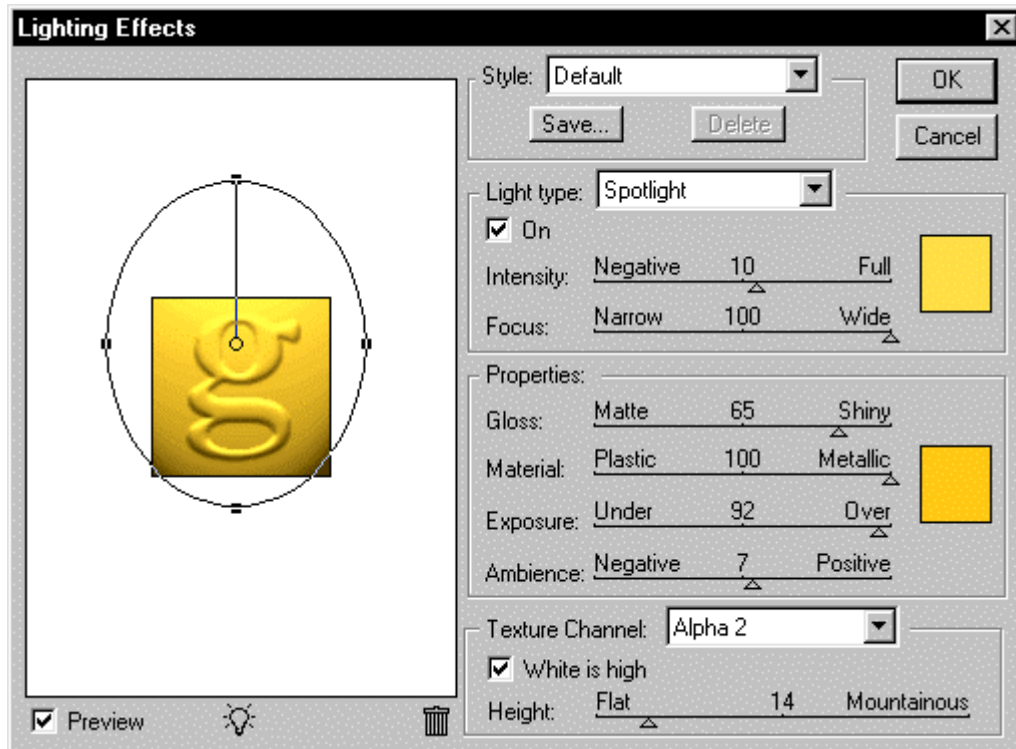 Lighting Effects
Style: Default
OK
Save... Delete
Cancel
Light type: Spotlight
On
Intensity: Negative 10 Full
Focus: Narrow 100 Wide
g
Properties:
Gloss: Matte 65 Shiny
Material: Plastic 100 Metallic
Exposure: Under 92 Over
Ambience: Negative 7 Positive
Texture Channel: Alpha 2
White is high
Height: Flat 14 Mountainous
Preview